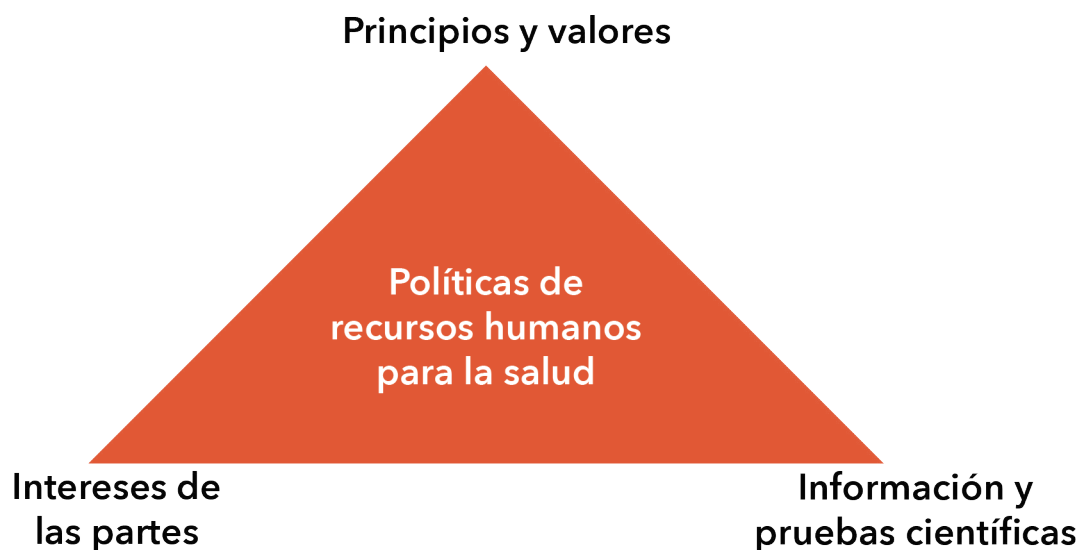 Principios y valores
Políticas de
recursos humanos
para la salud
Intereses de
las partes
Información y
pruebas científicas